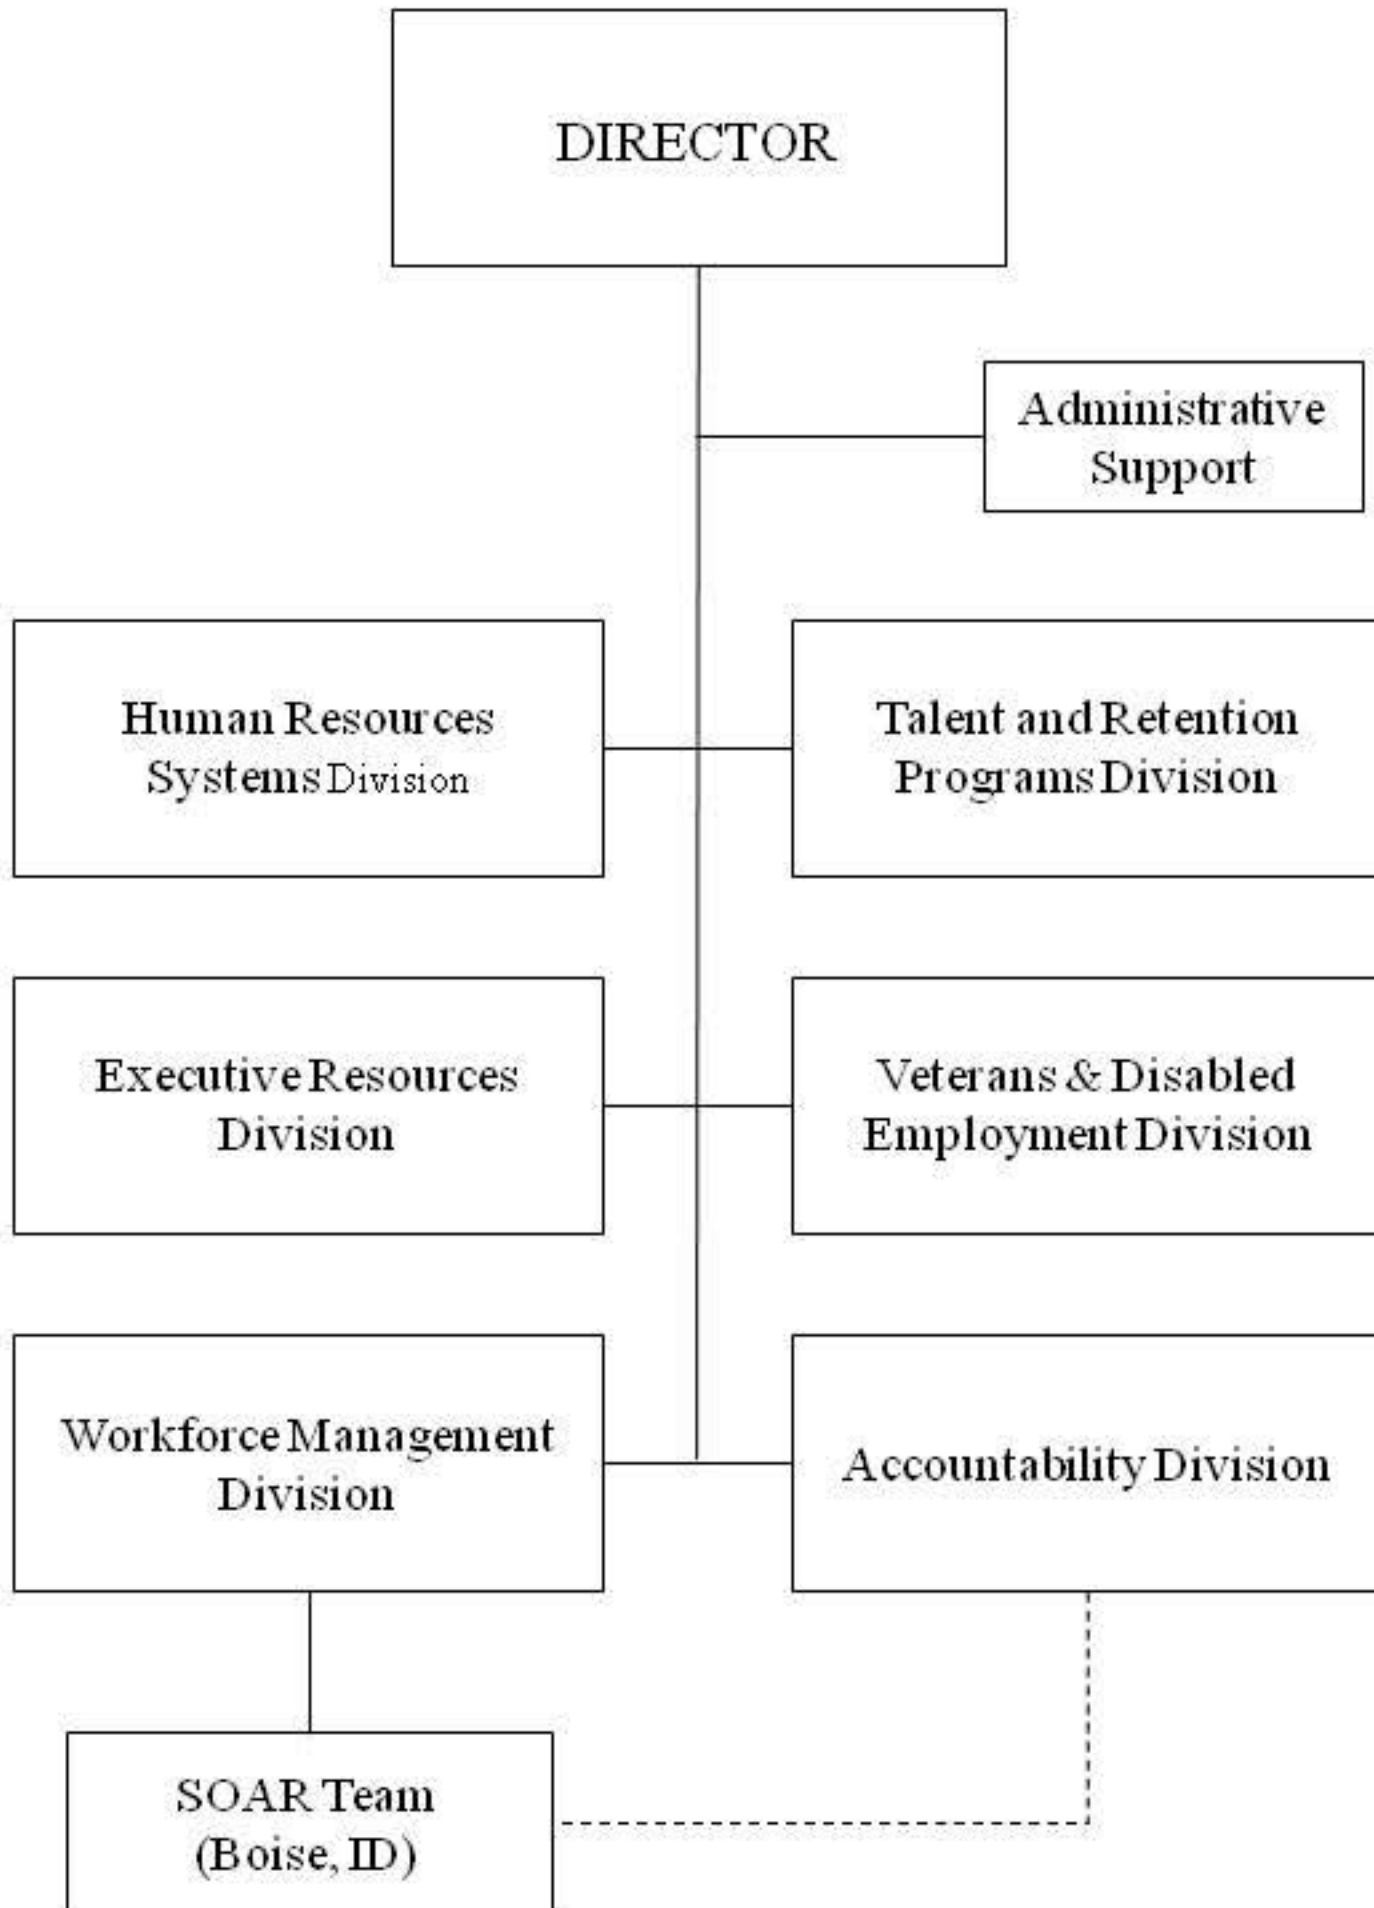 DIRECTOR
Administrative
Support
Human Resources
Systems Division
Talent and Retention
Programs Division
Executive Resources
Division
Veterans & Disabled
Employment Division
Workforce Management
Division
Accountability Division
SOAR Team
(Boise, ID)